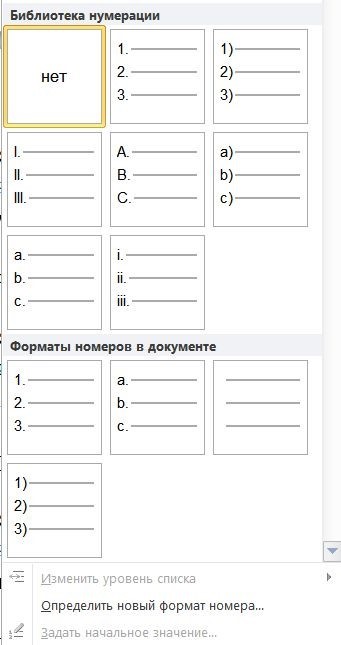 Библиотека нумерации
нет
1.
2.
3.
1)
2)
3)
I.
II.
III.
A.
B.
C.
a)
b)
c)
a.
b.
c.
i.
ii.
iii.
Форматы номеров в документе
1.
2.
3.
a.
b.
c.
1)
2)
3)
Изменить уровень списка
Определить новый формат номера...
Задать начальное значение...